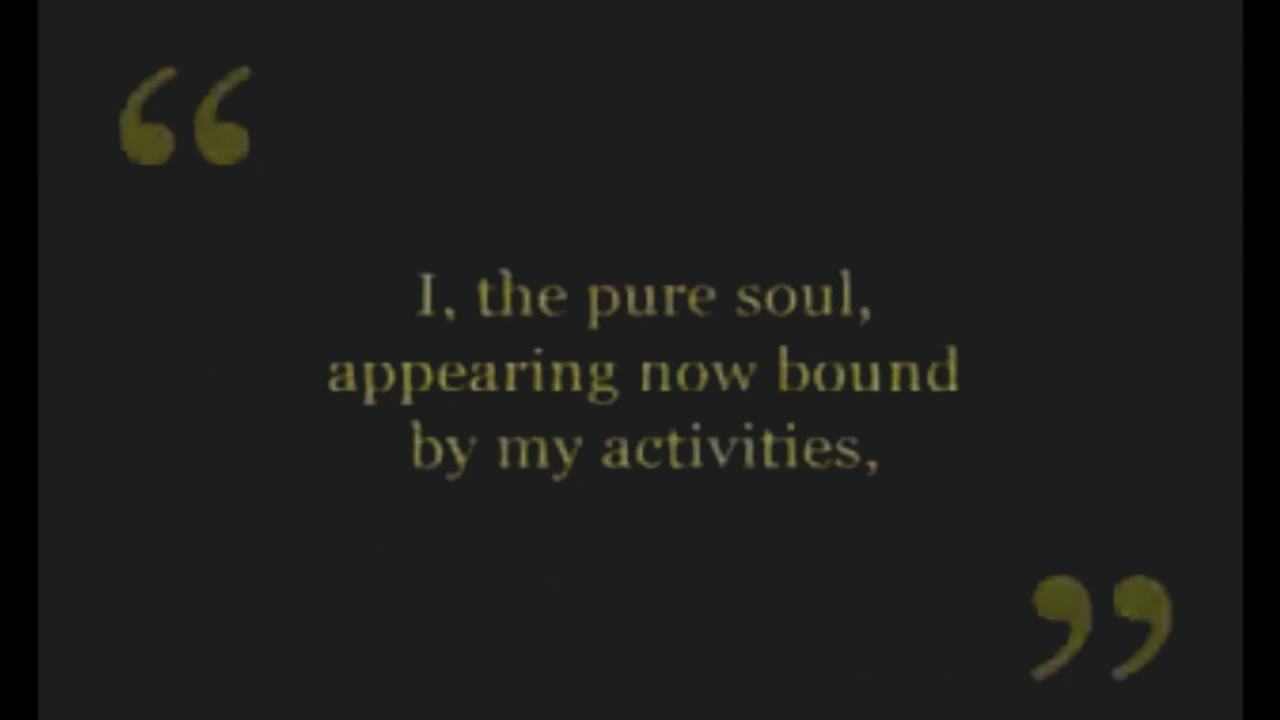 “
I, the pure soul,
appearing now bound
by my activities,
”